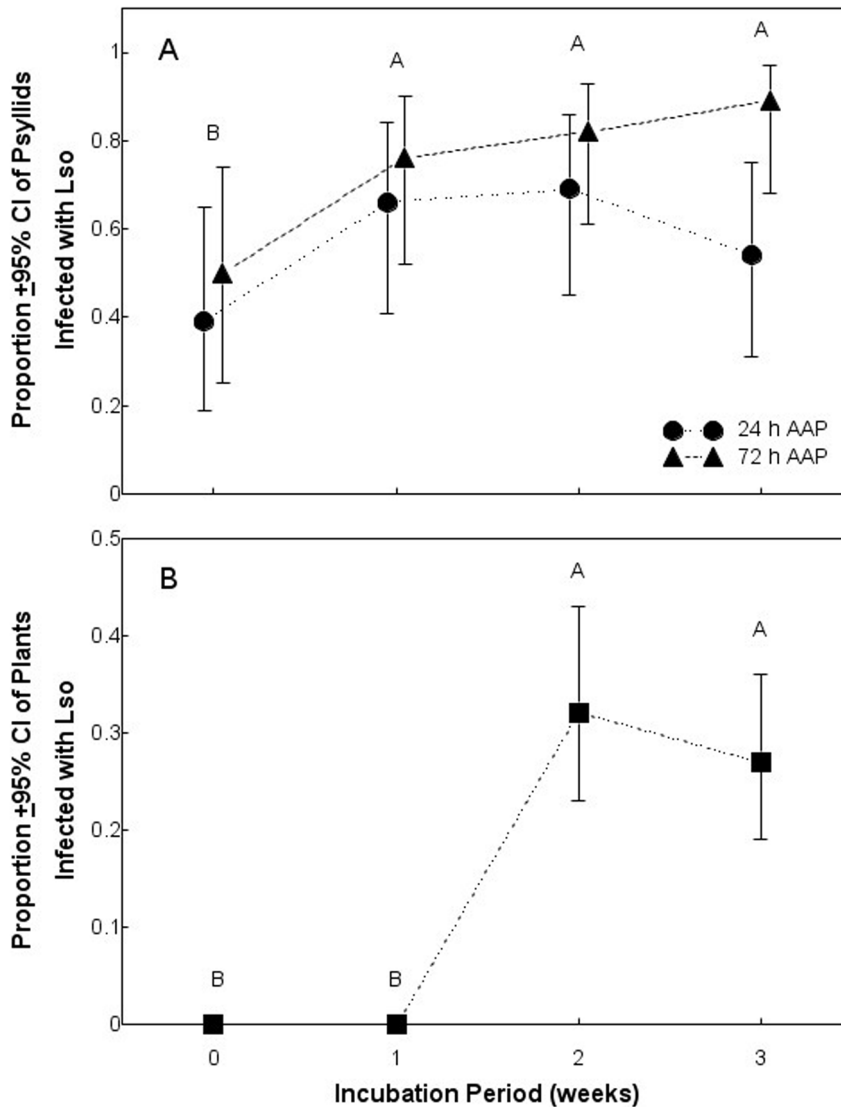 A
A
A
A
B
1
0.8
0.6
0.4
0.2
0
Proportion ±95% CI of Psyllids
Infected with Lso
24 h AAP
72 h AAP
B
A
A
B
B
0.5
0.4
0.3
0.2
0.1
0
Proportion ±95% CI of Plants
Infected with Lso
0 1 2 3
Incubation Period (weeks)